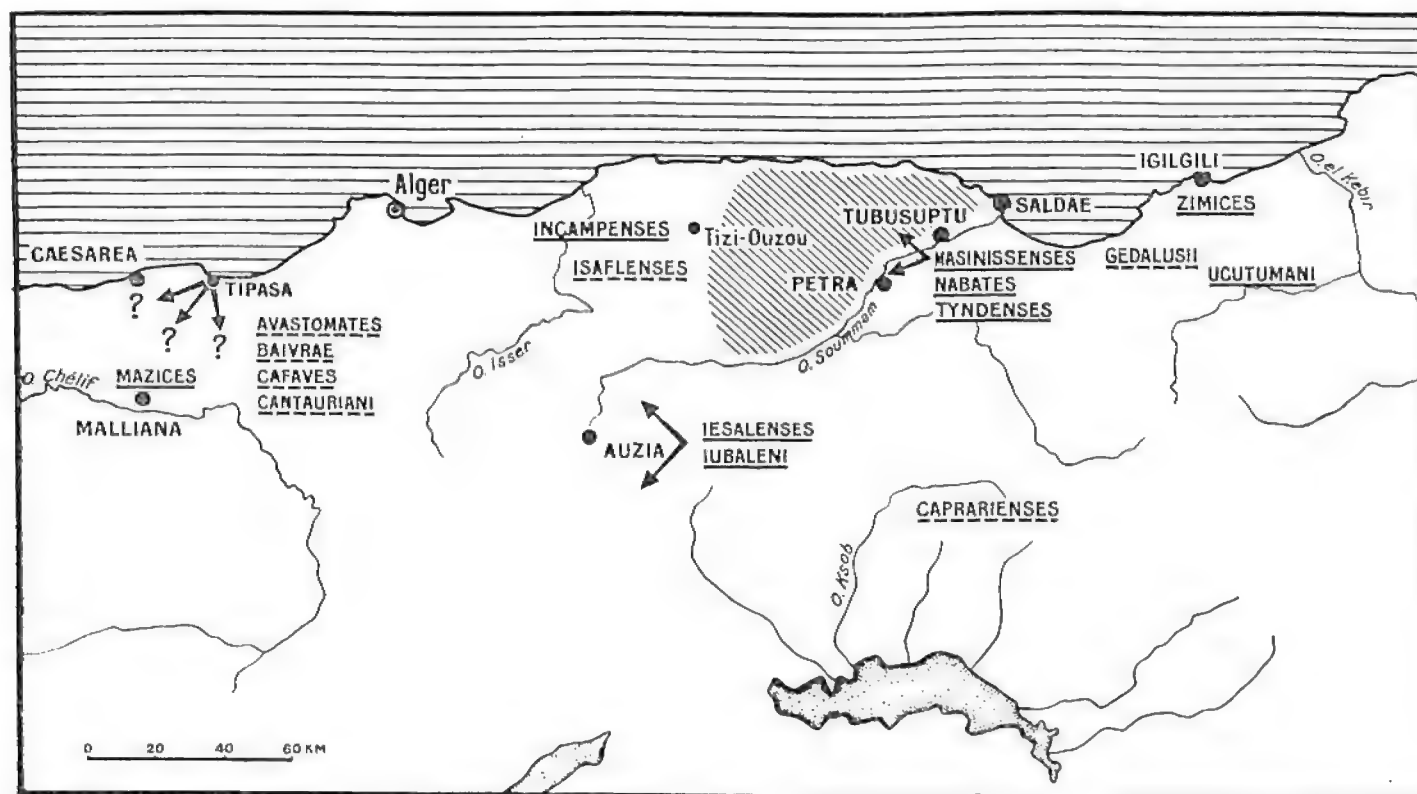 IGILGILI
O. el Kebir
Alger
ZIMICES
SALDAE
TUBUSUPTU
INCAMPENSES
Tizi-Ouzou
CAESAREA
ISAFLENSES
MASINISSENSES
GEDALUSII
UCUTUMANI
TIPASA
PETRA
NABATES
TYNDENSES
?
?
?
AVASTOMATES
BAIVRAE
CAFAVES
CANTAURIANI
O. Isser
O. Soummam
O. Chélif
MAZICES
MALLIANA
AUZIA
IESALENSES
IUBALENI
CAPRARIENSES
O. Ksob
0 20 40 60 KM